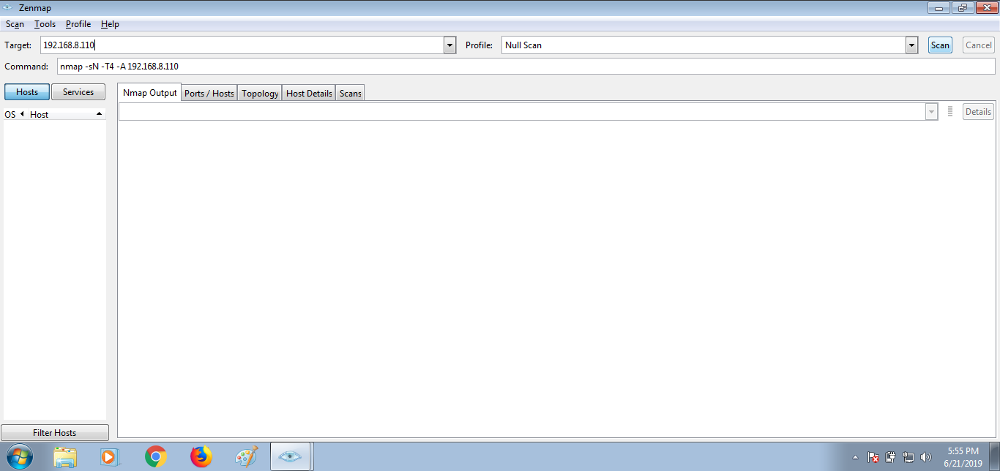 Zenmap
Scan Tools Profile Help
Target: 192.168.8.110 Profile: Null Scan Scan Cancel
Command: nmap -sN -T4 -A 192.168.8.110
Hosts Services
Nmap Output Ports / Hosts Topology Host Details Scans
OS Host
Details
Filter Hosts
5:55 PM
6/21/2019